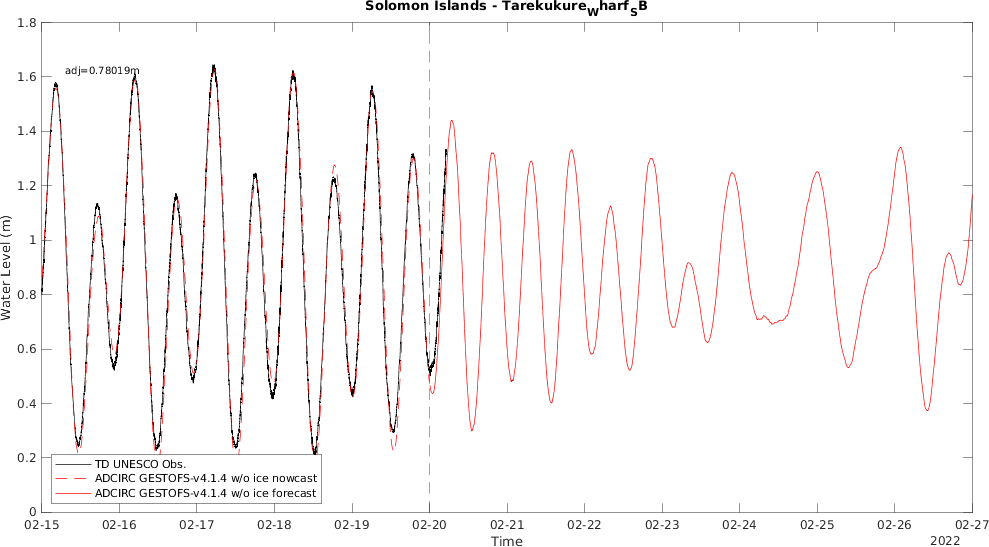 Solomon Islands - TarekukureWharfSB
adj=0.78019m
Water Level (m)
1.8
1.6
1.4
1.2
1
0.8
0.6
0.4
0.2
0
TD UNESCO Obs.
ADCIRC GESTOFS-v4.1.4 w/o ice nowcast
ADCIRC GESTOFS-v4.1.4 w/o ice forecast
02-15 02-16 02-17 02-18 02-19 02-20 02-21 02-22 02-23 02-24 02-25 02-26 02-27
Time
2022